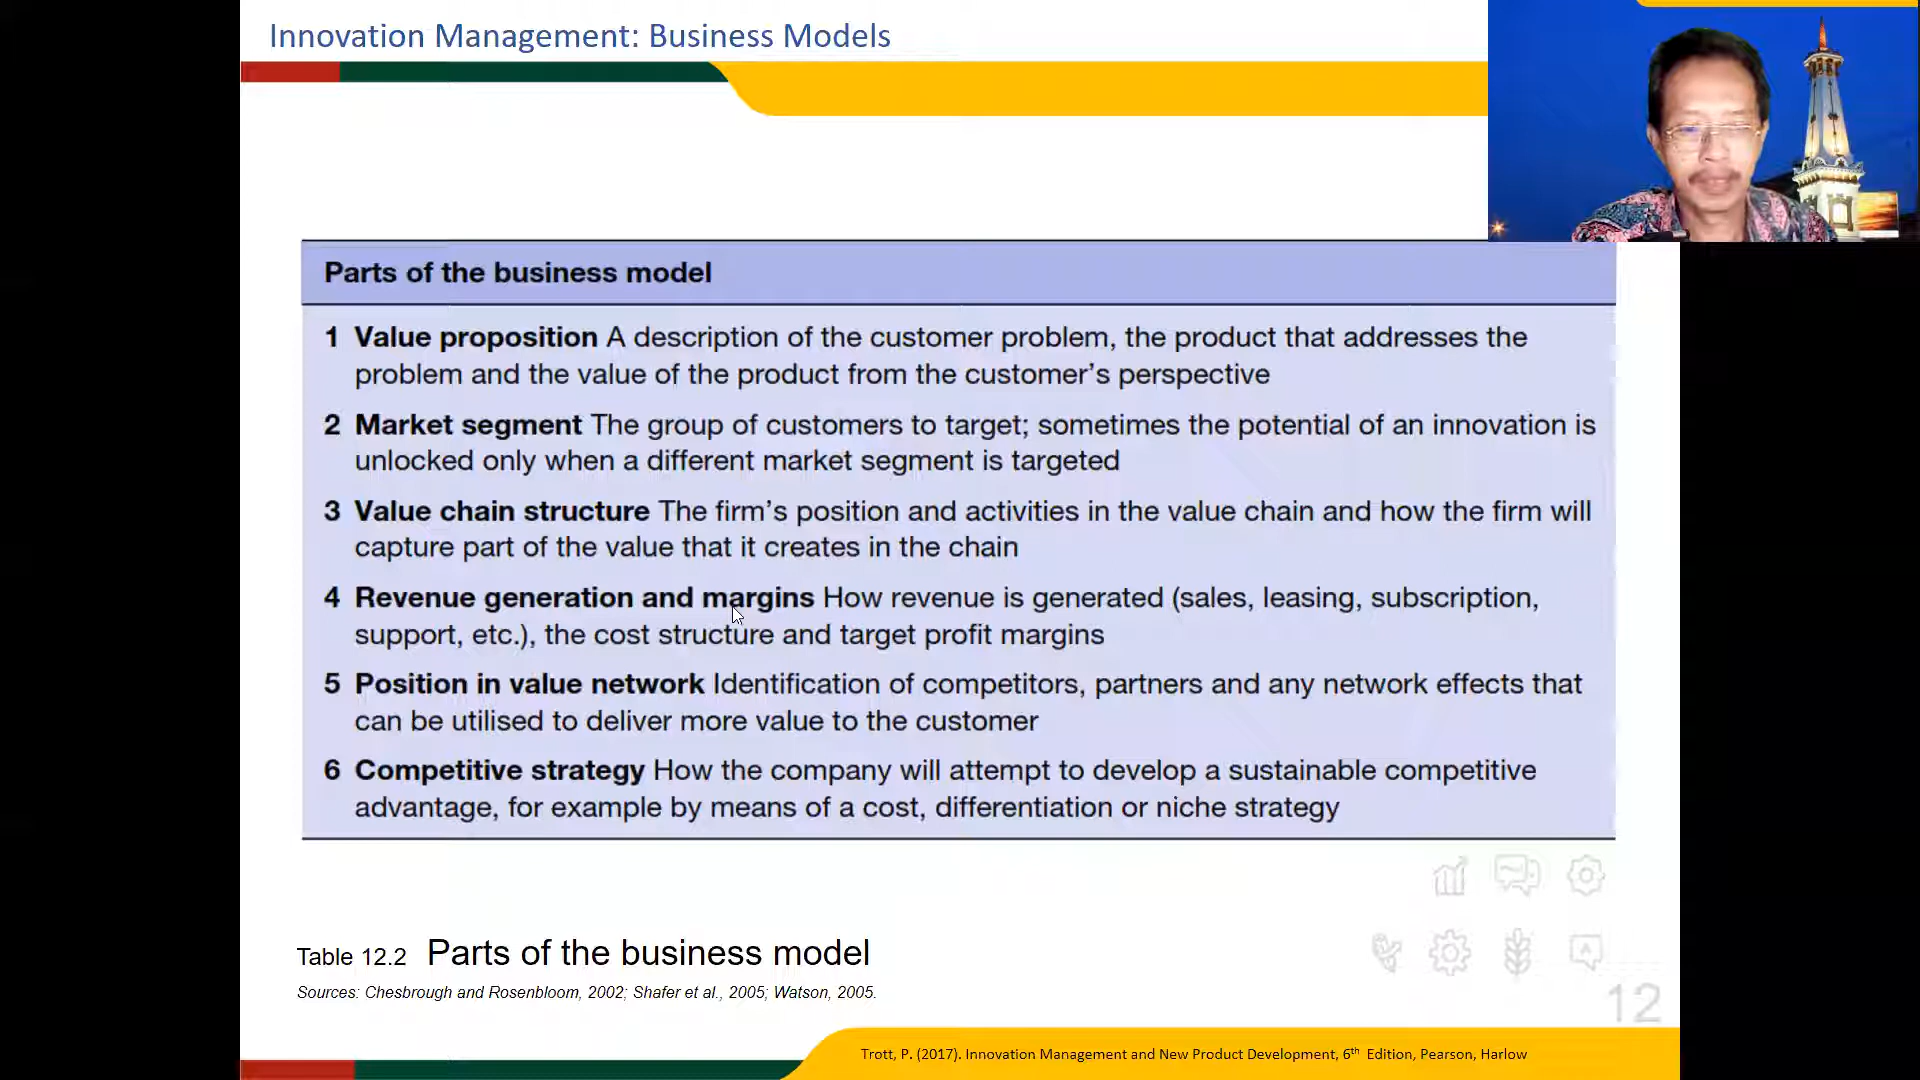 Innovation Management: Business Models
Parts of the business model
1 Value proposition A description of the customer problem, the product that addresses the
problem and the value of the product from the customer's perspective
2 Market segment The group of customers to target; sometimes the potential of an innovation is
unlocked only when a different market segment is targeted
3 Value chain structure The firm's position and activities in the value chain and how the firm will
capture part of the value that it creates in the chain
4 Revenue generation and margins How revenue is generated (sales, leasing, subscription,
support, etc.), the cost structure and target profit margins
5 Position in value network Identification of competitors, partners and any network effects that
can be utilised to deliver more value to the customer
6 Competitive strategy How the company will attempt to develop a sustainable competitive
advantage, for example by means of a cost, differentiation or niche strategy
Table 12.2 Parts of the business model
Sources: Chesbrough and Rosenbloom, 2002; Shafer et al., 2005; Watson, 2005.
A
12
Trott, P. (2017). Innovation Management and New Product Development, 6th Edition, Pearson, Harlow